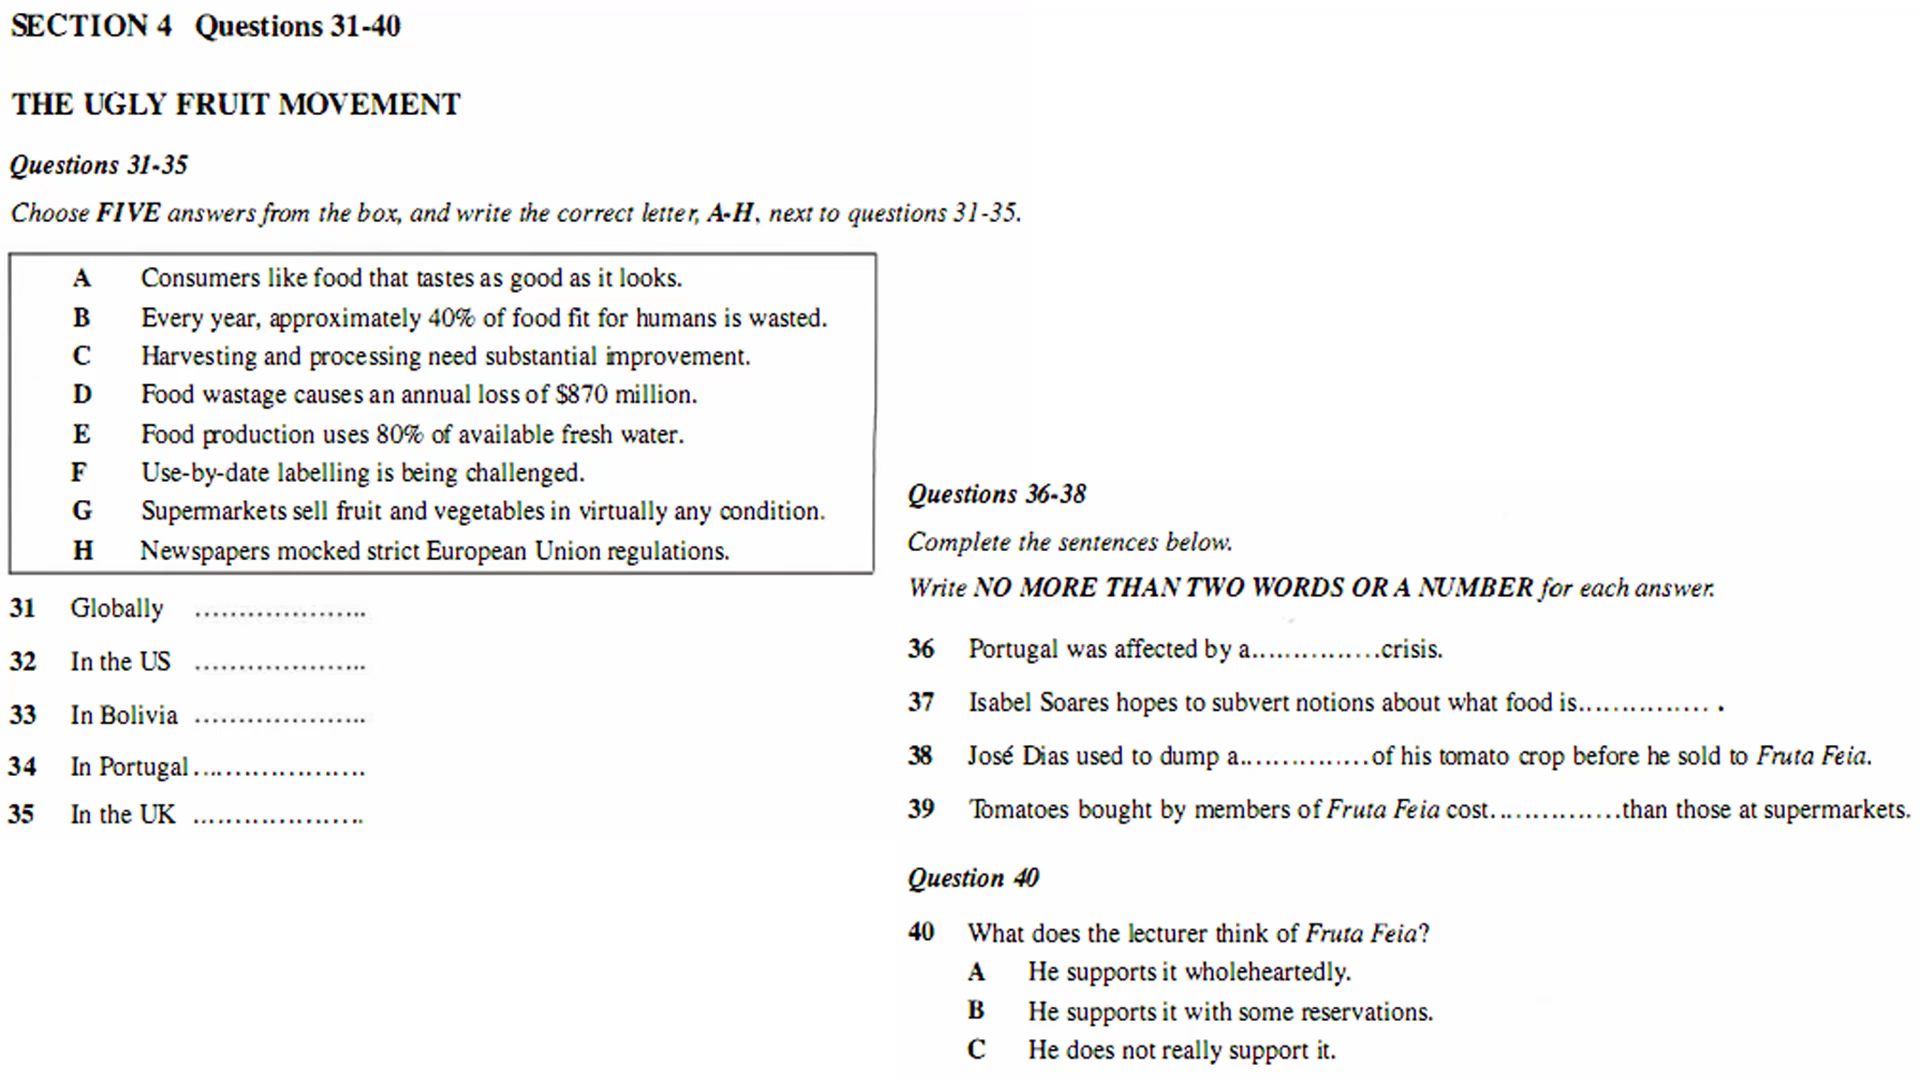 SECTION 4 Questions 31-40
THE UGLY FRUIT MOVEMENT
Questions 31-35
Choose FIVE answers from the box, and write the correct letter, A-H, next to questions 31-35.
A Consumers like food that tastes as good as it looks.
B Every year, approximately 40% of food fit for humans is wasted.
C Harvesting and processing need substantial improvement.
D Food wastage causes an annual loss of $870 million.
E Food production uses 80% of available fresh water.
F Use-by-date labelling is being challenged.
G Supermarkets sell fruit and vegetables in virtually any condition.
H Newspapers mocked strict European Union regulations.
31 Globally ...................
32 In the US ...................
33 In Bolivia ...................
34 In Portugal ...................
35 In the UK ...................
Questions 36-38
Complete the sentences below.
Write NO MORE THAN TWO WORDS OR A NUMBER for each answer.
36 Portugal was affected by a...............crisis.
37 Isabel Soares hopes to subvert notions about what food is............... .
38 José Dias used to dump a...............of his tomato crop before he sold to Fruta Feia.
39 Tomatoes bought by members of Fruta Feia cost...............than those at supermarkets.
Question 40
40 What does the lecturer think of Fruta Feia?
A He supports it wholeheartedly.
B He supports it with some reservations.
C He does not really support it.